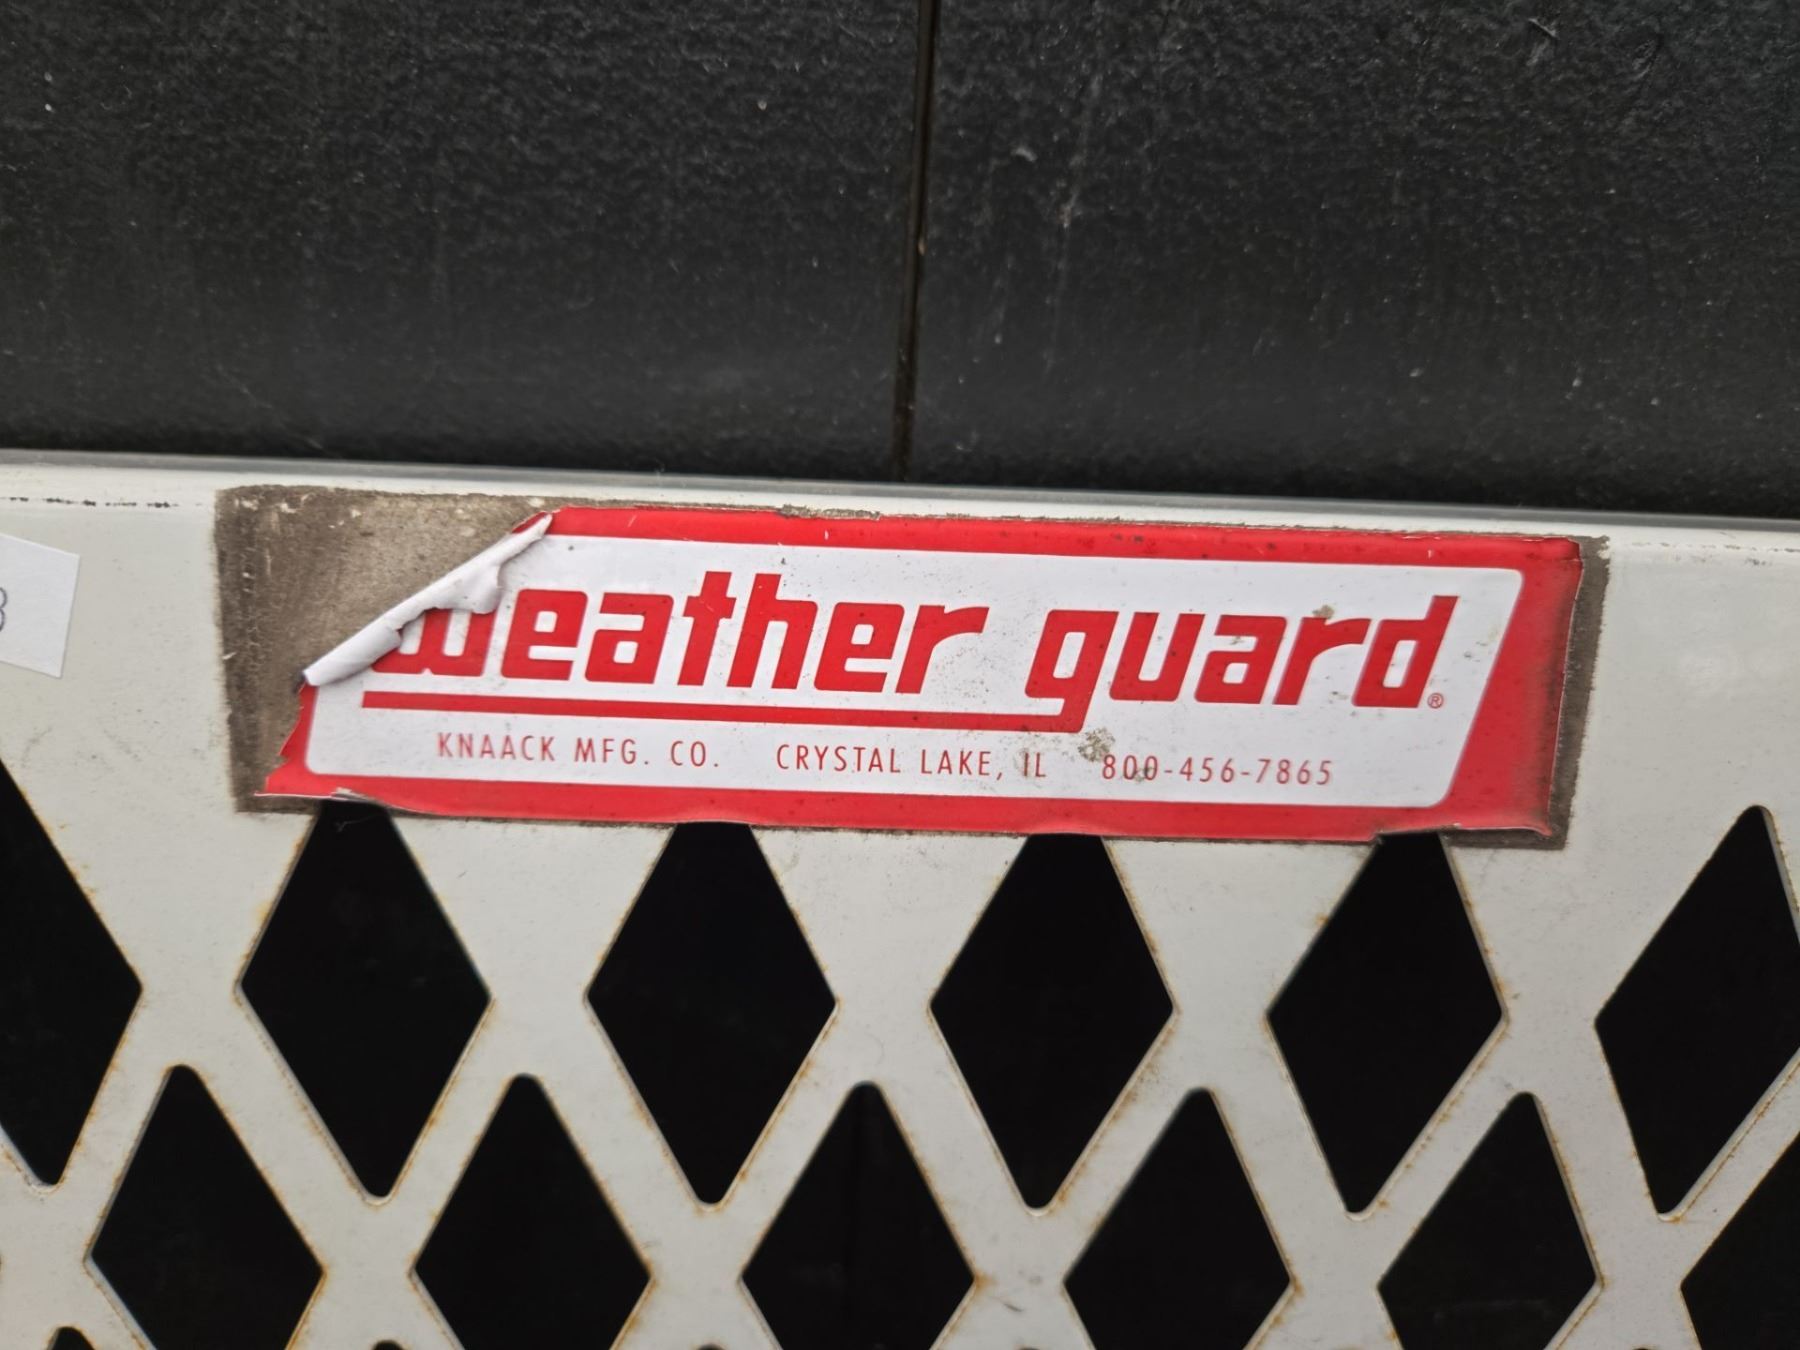 weather guard®
KNAACK MFG. CO. CRYSTAL LAKE, IL 800-456-7865